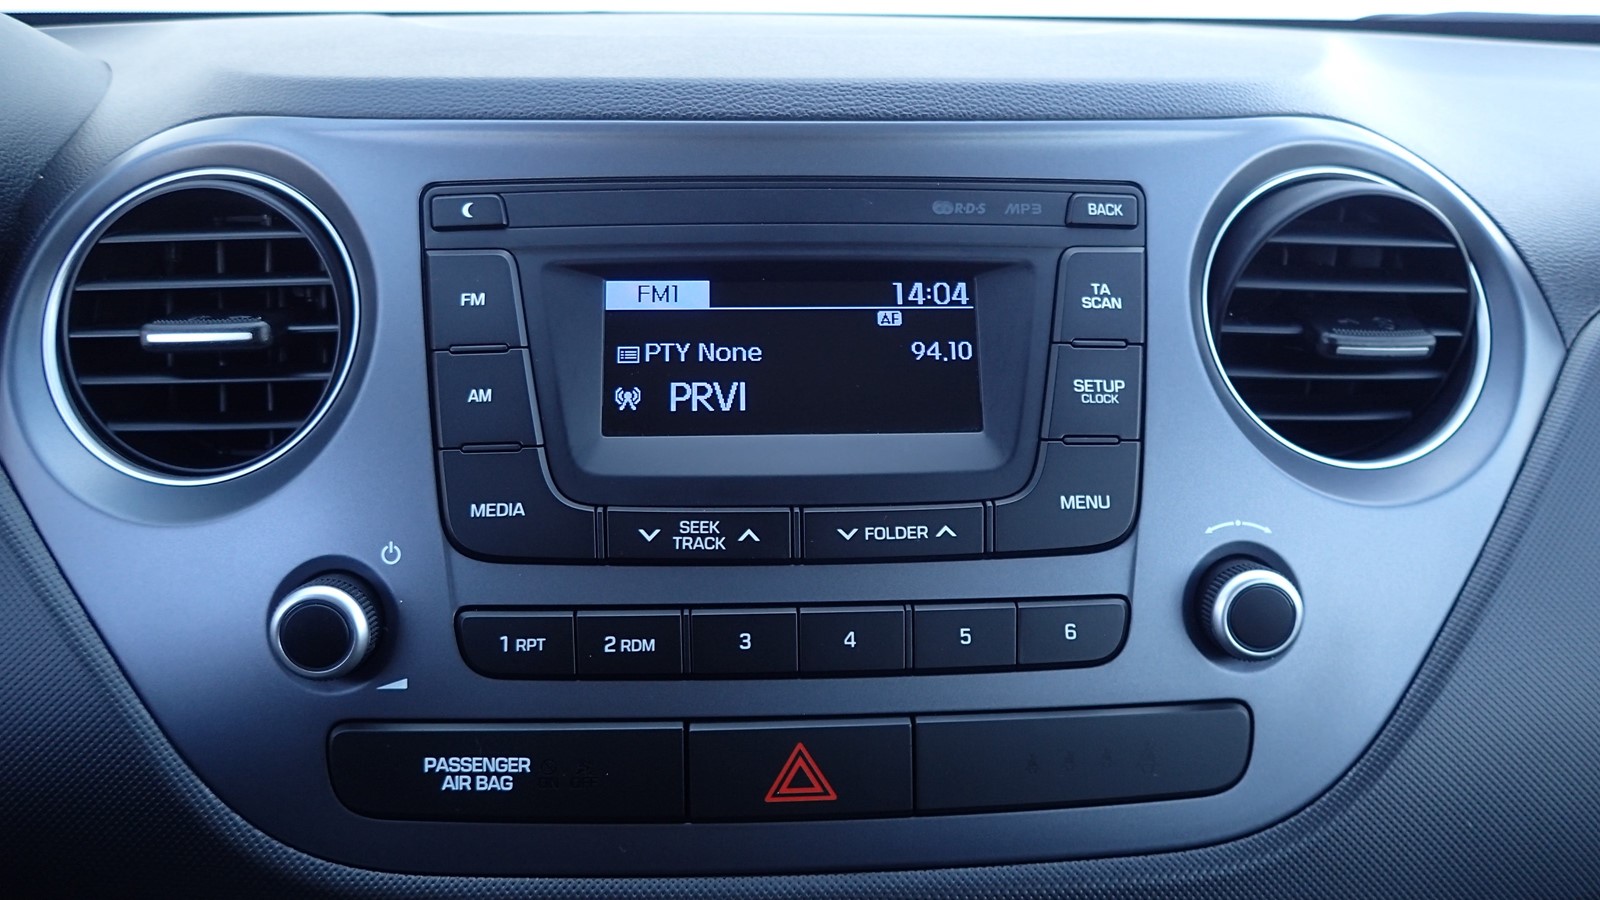 R·D·S MP3 BACK
FM1 14:04
AF
PTY None 94.10
PRVI
FM
AM
MEDIA
TA
SCAN
SETUP
CLOCK
MENU
SEEK
TRACK
FOLDER
1 RPT 2 RDM 3 4 5 6
PASSENGER
AIR BAG